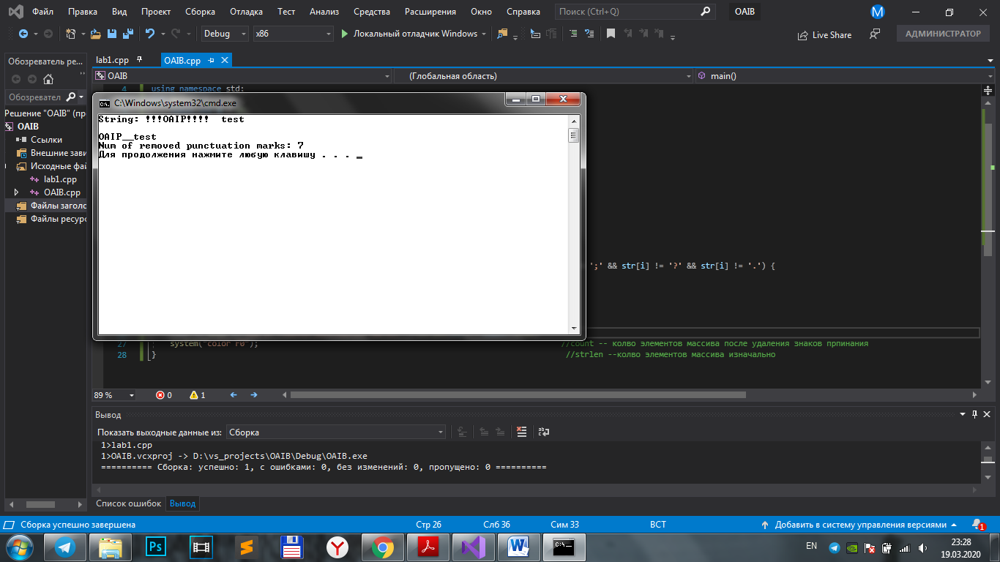 Файл Правка Вид Проект Сборка Отладка Тест Анализ Средства Расширения Окно Справка Поиск (Ctrl+Q) OAIB M
Debug x86 Локальный отладчик Windows Live Share АДМИНИСТРАТОР
Обозреватель ре...
lab1.cpp OAIB.cpp
OAIB (Глобальная область) main()
Обозревател
Решение "OAIB" (пр
OAIB
Ссылки
Внешние зави
Исходные фай
lab1.cpp
OAIB.cpp
Файлы заголо
Файлы ресурс
4 using namespace std;
C:\Windows\system32\cmd.exe
String: !!!OAIP!!!!  test
OAIP__test
Num of removed punctuation marks: 7
Для продолжения нажмите любую клавишу . . . _
';' && str[i] != '?' && str[i] != '.') {
27 system("color F0"); //count -- колво элементов массива после удаления знаков прпинания
28 } //strlen --колво элементов массива изначально
89 % 0 1
Вывод
Показать выходные данные из: Сборка
1>lab1.cpp
1>OAIB.vcxproj -> D:\vs_projects\OAIB\Debug\OAIB.exe
========== Сборка: успешно: 1, с ошибками: 0, без изменений: 0, пропущено: 0 ==========
Список ошибок Вывод
Сборка успешно завершена Стр 26 Слб 36 Сим 33 ВСТ Добавить в систему управления версиями 1
Ps S Y W C:\
EN 23:28
19.03.2020